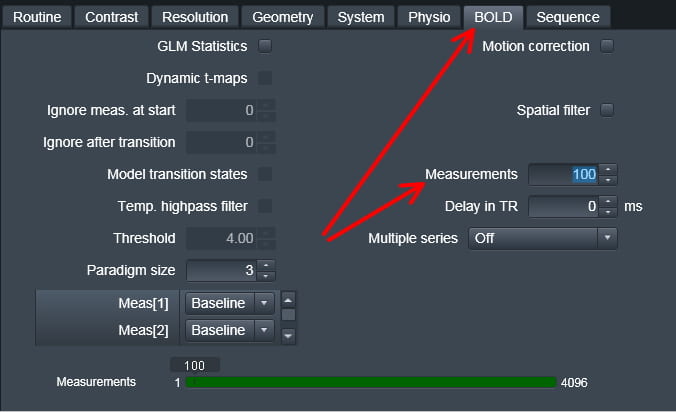 Routine Contrast Resolution Geometry System Physio BOLD Sequence
GLM Statistics Motion correction
Dynamic t-maps
Ignore meas. at start 0 Spatial filter
Ignore after transition 0
Model transition states Measurements 100
Temp. highpass filter Delay in TR 0 ms
Threshold 4.00 Multiple series Off
Paradigm size 3
Meas[1] Baseline
Meas[2] Baseline
100
Measurements 1 4096